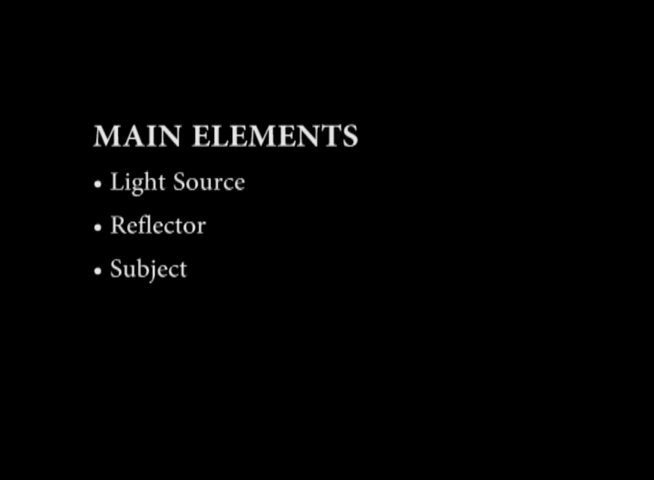 MAIN ELEMENTS
• Light Source
• Reflector
• Subject